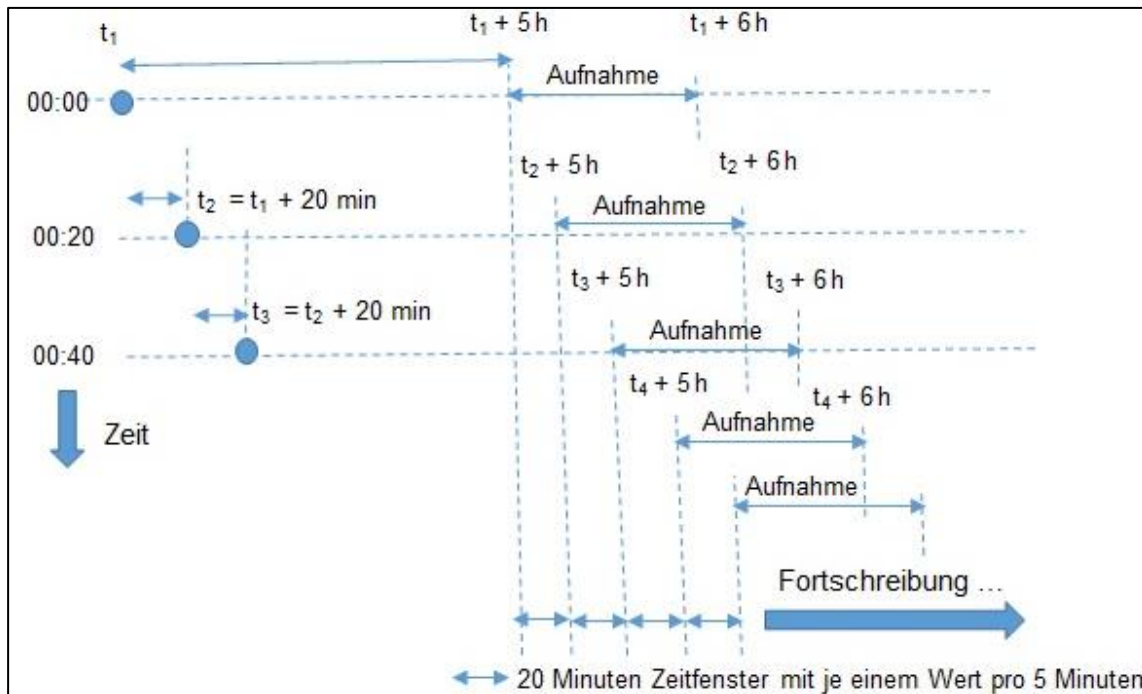 t1
t1 + 5 h
t1 + 6 h
Aufnahme
00:00
t2 + 5 h
t2 + 6 h
t2 = t1 + 20 min
Aufnahme
00:20
t3 + 5 h
t3 + 6 h
t3 = t2 + 20 min
Aufnahme
00:40
t4 + 5 h
t4 + 6 h
Zeit
Aufnahme
Aufnahme
Fortschreibung ...
20 Minuten Zeitfenster mit je einem Wert pro 5 Minuten